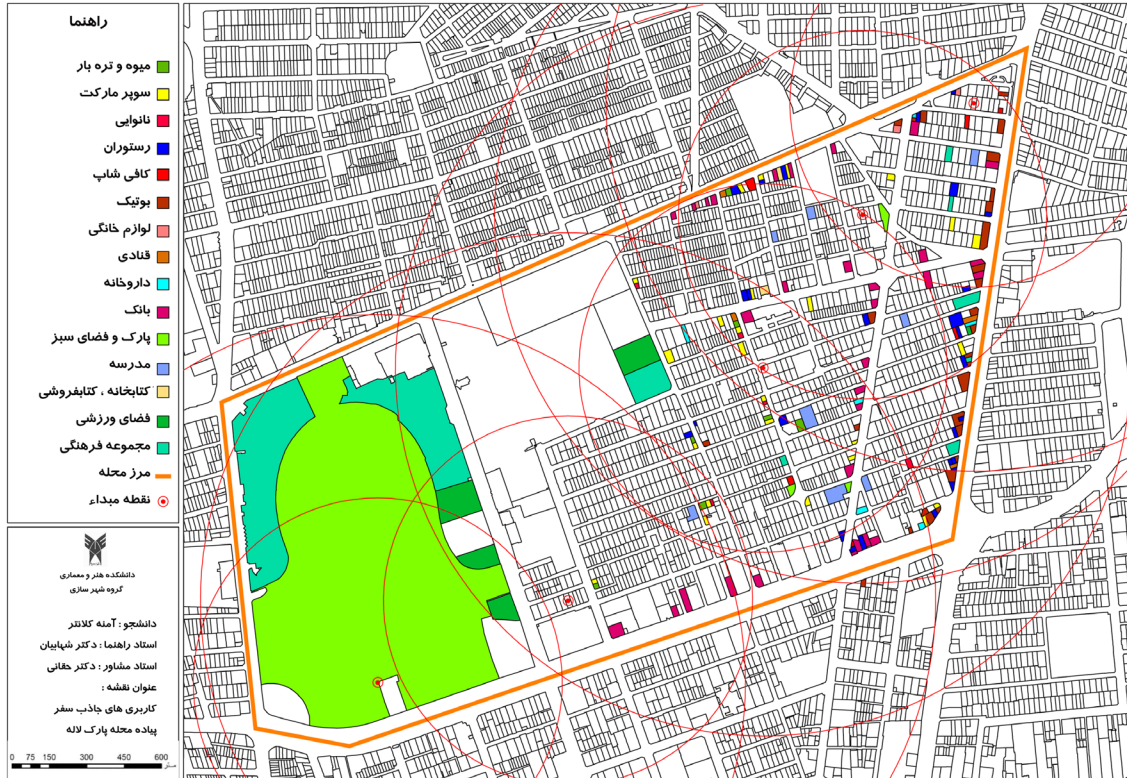 راهنما
میوه و تره بار
سوپر مارکت
نانوایی
رستوران
کافی شاپ
بوتیک
لوازم خانگی
قنادی
داروخانه
بانک
پارک و فضای سبز
مدرسه
کتابخانه ، کتابفروشی
فضای ورزشی
مجموعه فرهنگی
مرز محله
نقطه مبداء
دانشکده هنر و معماری
گروه شهر سازی
دانشجو : آمنه کلانتر
استاد راهنما : دکتر شهابیان
استاد مشاور : دکتر حقانی
عنوان نقشه :
کاربری های جاذب سفر
پیاده محله پارک لاله
0 75 150 300 450 600